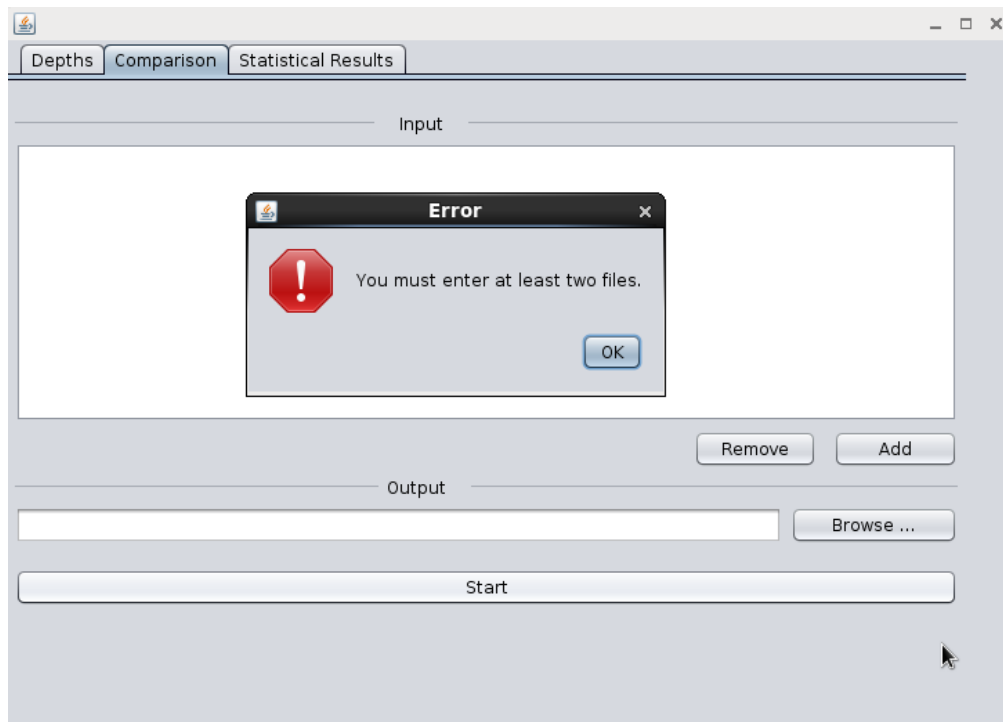 Depths Comparison Statistical Results
Input
Error
You must enter at least two files.
OK
Remove Add
Output
Browse ...
Start